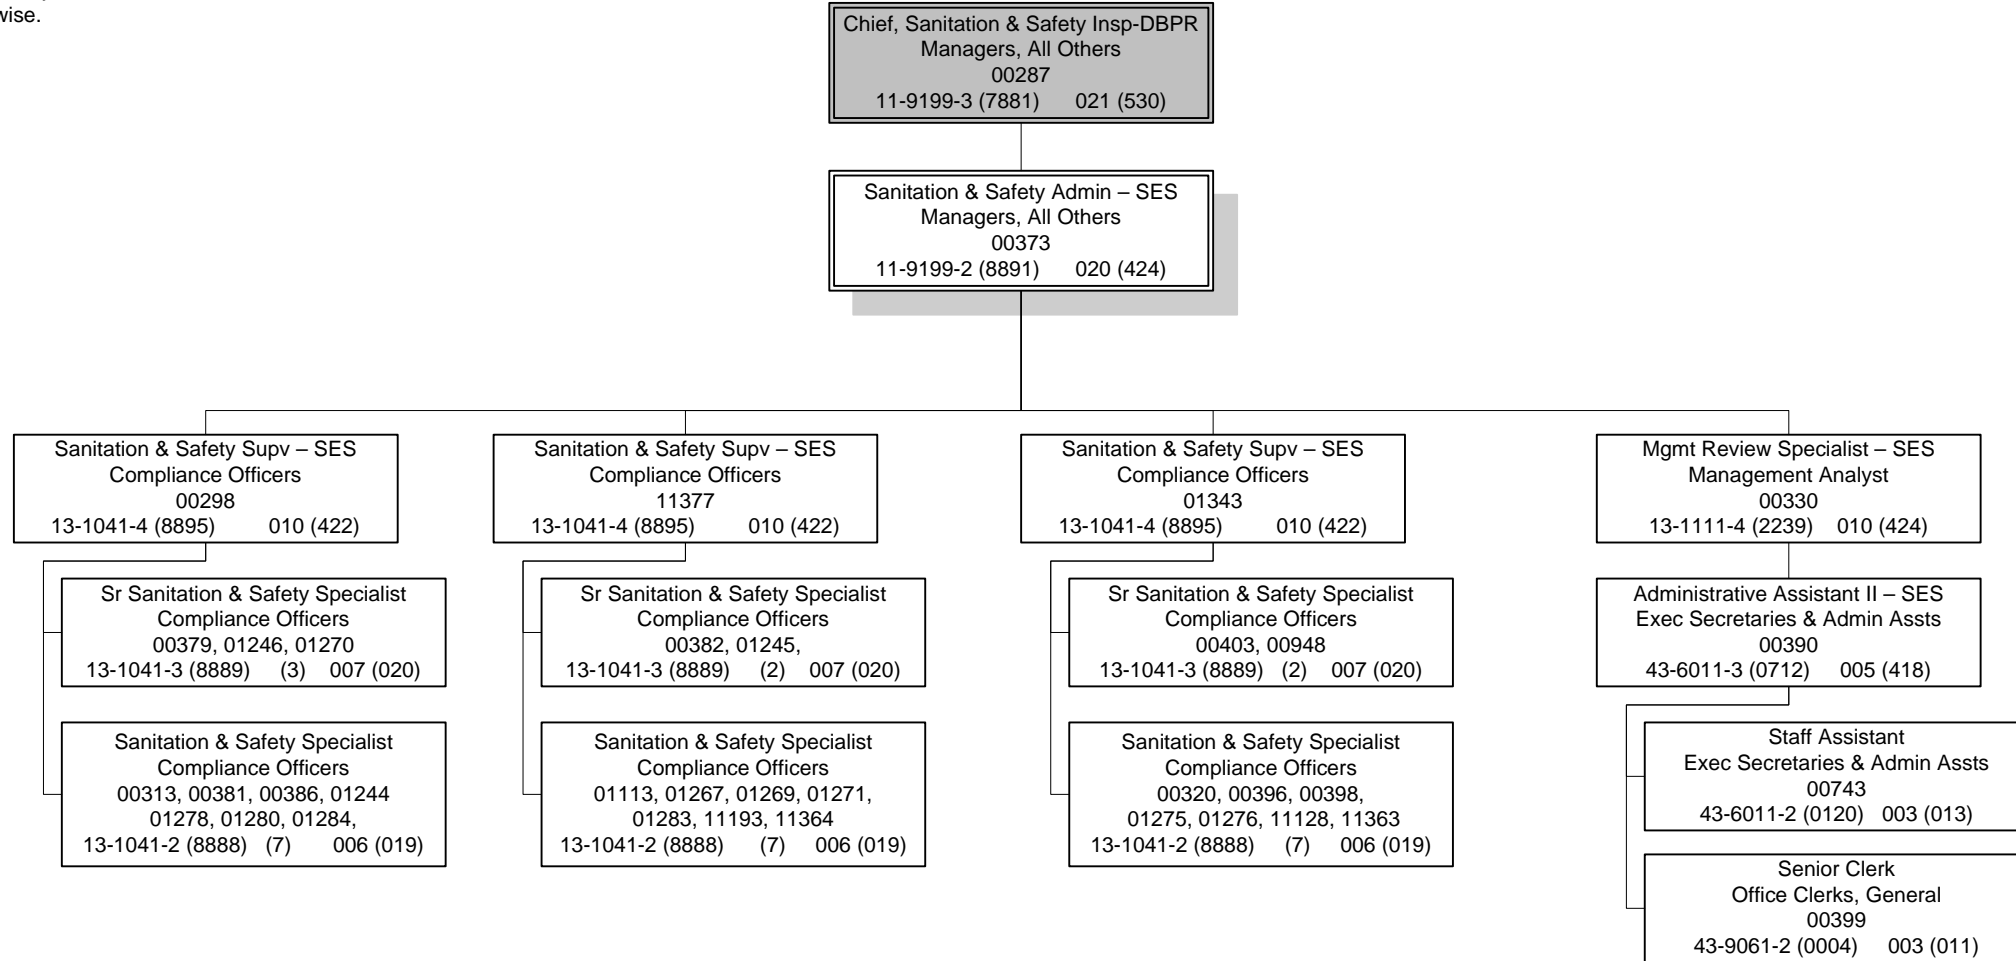 wise.
Chief, Sanitation & Safety Insp-DBPR
Managers, All Others
00287
11-9199-3 (7881) 021 (530)
Sanitation & Safety Admin – SES
Managers, All Others
00373
11-9199-2 (8891) 020 (424)
Sanitation & Safety Supv – SES
Compliance Officers
00298
13-1041-4 (8895) 010 (422)
Sr Sanitation & Safety Specialist
Compliance Officers
00379, 01246, 01270
13-1041-3 (8889) (3) 007 (020)
Sanitation & Safety Specialist
Compliance Officers
00313, 00381, 00386, 01244
01278, 01280, 01284,
13-1041-2 (8888) (7) 006 (019)
Sanitation & Safety Supv – SES
Compliance Officers
11377
13-1041-4 (8895) 010 (422)
Sr Sanitation & Safety Specialist
Compliance Officers
00382, 01245,
13-1041-3 (8889) (2) 007 (020)
Sanitation & Safety Specialist
Compliance Officers
01113, 01267, 01269, 01271,
01283, 11193, 11364
13-1041-2 (8888) (7) 006 (019)
Sanitation & Safety Supv – SES
Compliance Officers
01343
13-1041-4 (8895) 010 (422)
Sr Sanitation & Safety Specialist
Compliance Officers
00403, 00948
13-1041-3 (8889) (2) 007 (020)
Sanitation & Safety Specialist
Compliance Officers
00320, 00396, 00398,
01275, 01276, 11128, 11363
13-1041-2 (8888) (7) 006 (019)
Mgmt Review Specialist – SES
Management Analyst
00330
13-1111-4 (2239) 010 (424)
Administrative Assistant II – SES
Exec Secretaries & Admin Assts
00390
43-6011-3 (0712) 005 (418)
Staff Assistant
Exec Secretaries & Admin Assts
00743
43-6011-2 (0120) 003 (013)
Senior Clerk
Office Clerks, General
00399
43-9061-2 (0004) 003 (011)